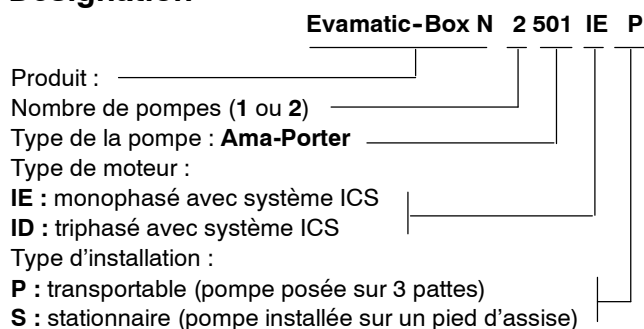 Evamatic-Box N 2 501 IE P
Produit :
Nombre de pompes (1 ou 2)
Type de la pompe : Ama-Porter
Type de moteur :
IE : monophasé avec système ICS
ID : triphasé avec système ICS
Type d'installation :
P : transportable (pompe posée sur 3 pattes)
S : stationnaire (pompe installée sur un pied d'assise)